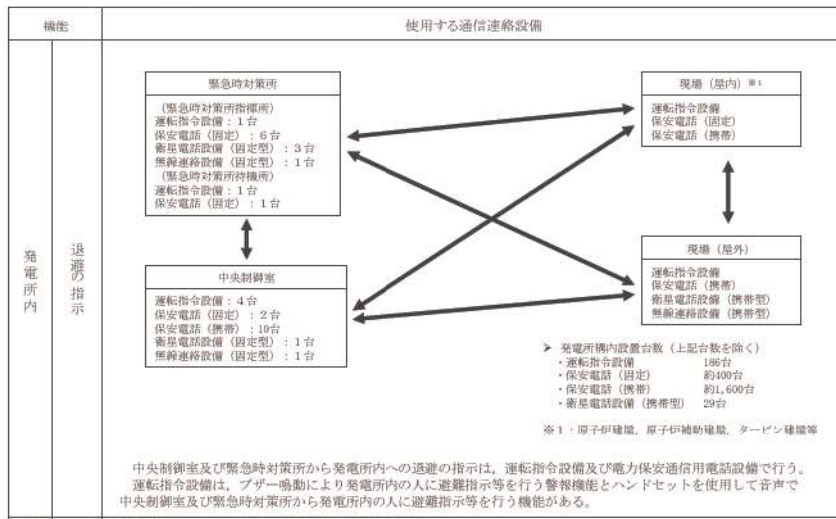 機能
使用する通信連絡設備
発電所内
退避の指示
緊急時対策所
(緊急時対策所指揮所)
運転指令設備:1台
保安電話(固定):6台
衛星電話設備(固定型):3台
無線連絡設備(固定型):1台
(緊急時対策所待機所)
運転指令設備:1台
保安電話(固定):1台
現場(屋内)※1
運転指令設備
保安電話(固定)
保安電話(携帯)
中央制御室
運転指令設備:4台
保安電話(固定):2台
保安電話(携帯):10台
衛星電話設備(固定型):1台
無線連絡設備(固定型):1台
現場(屋外)
運転指令設備
保安電話(携帯)
衛星電話設備(携帯型)
無線連絡設備(携帯型)
➤ 発電所構内設置台数(上記台数を除く)
・運転指令設備 186台
・保安電話(固定) 約400台
・保安電話(携帯) 約1,600台
・衛星電話設備(携帯型) 29台
※1:原子炉建屋,原子炉補助建屋,タービン建屋等
中央制御室及び緊急時対策所から発電所内への退避の指示は,運転指令設備及び電力保安通信用電話設備で行う。
運転指令設備は,ブザー鳴動により発電所内の人に避難指示等を行う警報機能とハンドセットを使用して音声で
中央制御室及び緊急時対策所から発電所内の人に避難指示等を行う機能がある。